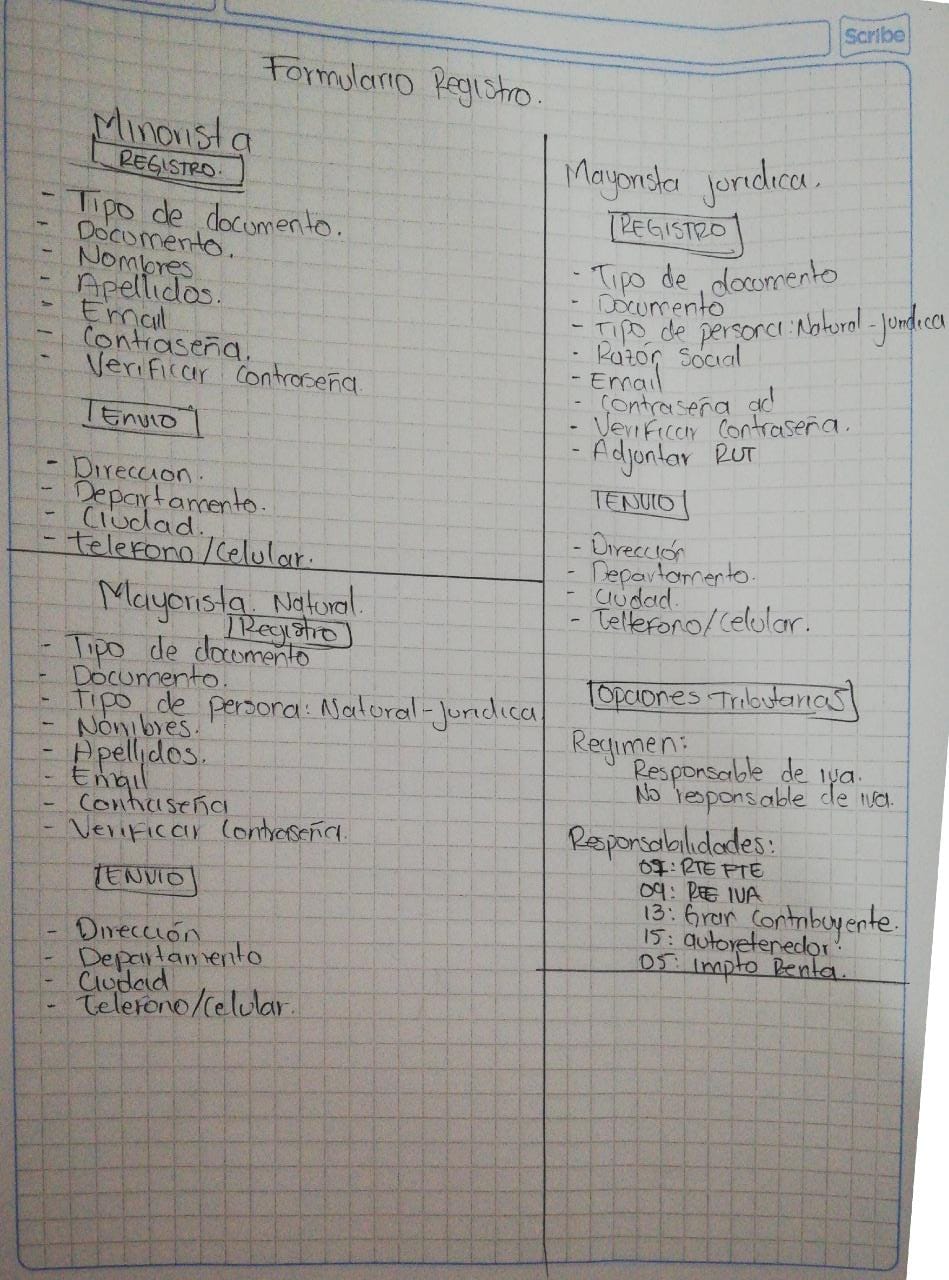 Scribe
Formulario Registro.
Minorista
REGISTRO.
- Tipo de documento.
- Documento.
- Nombres
- Apellidos.
- Email
- Contraseña.
- Verificar contraseña.
ENVIO
- Direccion.
- Departamento.
- Ciudad.
- Telefono/Celular.
Mayorista Natural.
Registro
- Tipo de documento
- Documento.
- Tipo de persona: Natural-juridica
- Nombres.
- Apellidos.
- Email
- Contraseña
- Verificar Contraseña.
ENVIO
- Dirección
- Departamento
- Ciudad
- Telefono/Celular.
Mayorista juridica.
REGISTRO
- Tipo de documento
- Documento
- Tipo de persona: Natural-juridica
- Razón Social
- Email
- Contraseña ad
- Verificar Contraseña.
- Adjuntar RUT
ENVIO
- Dirección
- Departamento.
- Ciudad.
- Tellefono/Celular.
Opciones Tributarias
Regimen:
Responsable de iva.
No responsable de iva.
Responsabilidades:
07: RTE FTE
09: IVA
13: Gran Contribuyente.
15: autoretenedor.
05: Impto Renta.